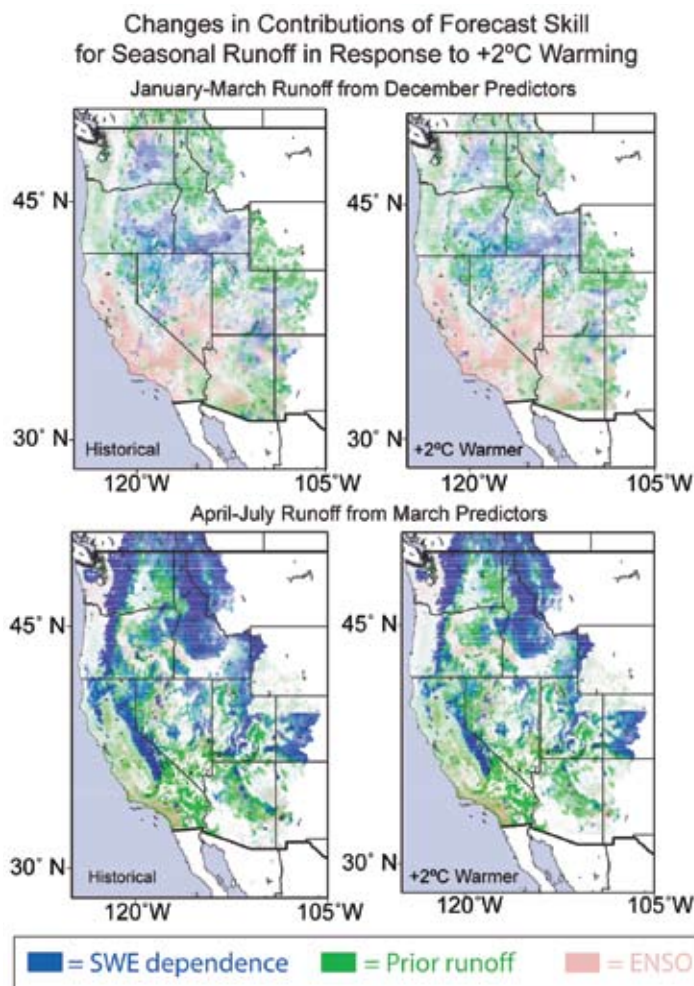 Changes in Contributions of Forecast Skill
for Seasonal Runoff in Response to +2ºC Warming
January-March Runoff from December Predictors
45° N
45° N
30° N
Historical
30° N
+2ºC Warmer
120°W
105°W
120°W
105°W
April-July Runoff from March Predictors
45° N
45° N
30° N
Historical
30° N
+2ºC Warmer
120°W
105°W
120°W
105°W
= SWE dependence
= Prior runoff
= ENSO